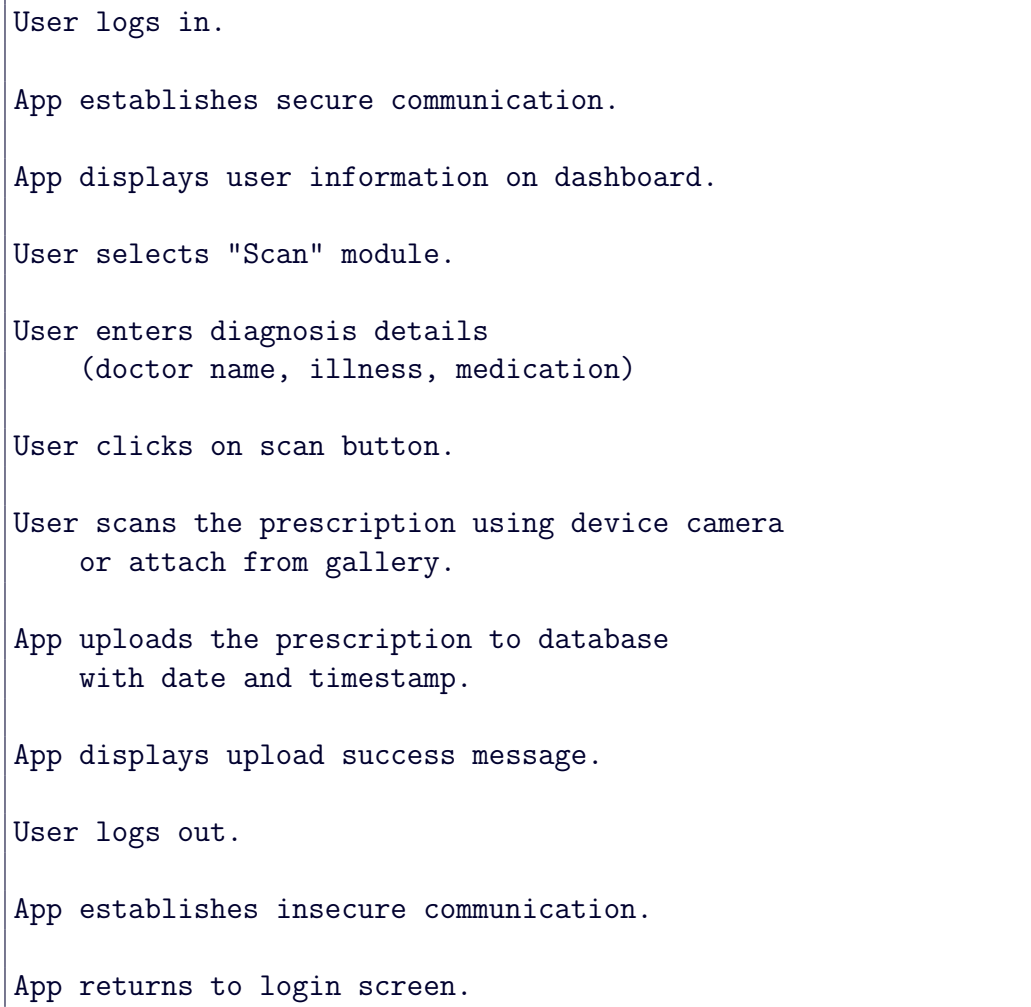 User logs in.
App establishes secure communication.
App displays user information on dashboard.
User selects "Scan" module.
User enters diagnosis details
(doctor name, illness, medication)
User clicks on scan button.
User scans the prescription using device camera
or attach from gallery.
App uploads the prescription to database
with date and timestamp.
App displays upload success message.
User logs out.
App establishes insecure communication.
App returns to login screen.